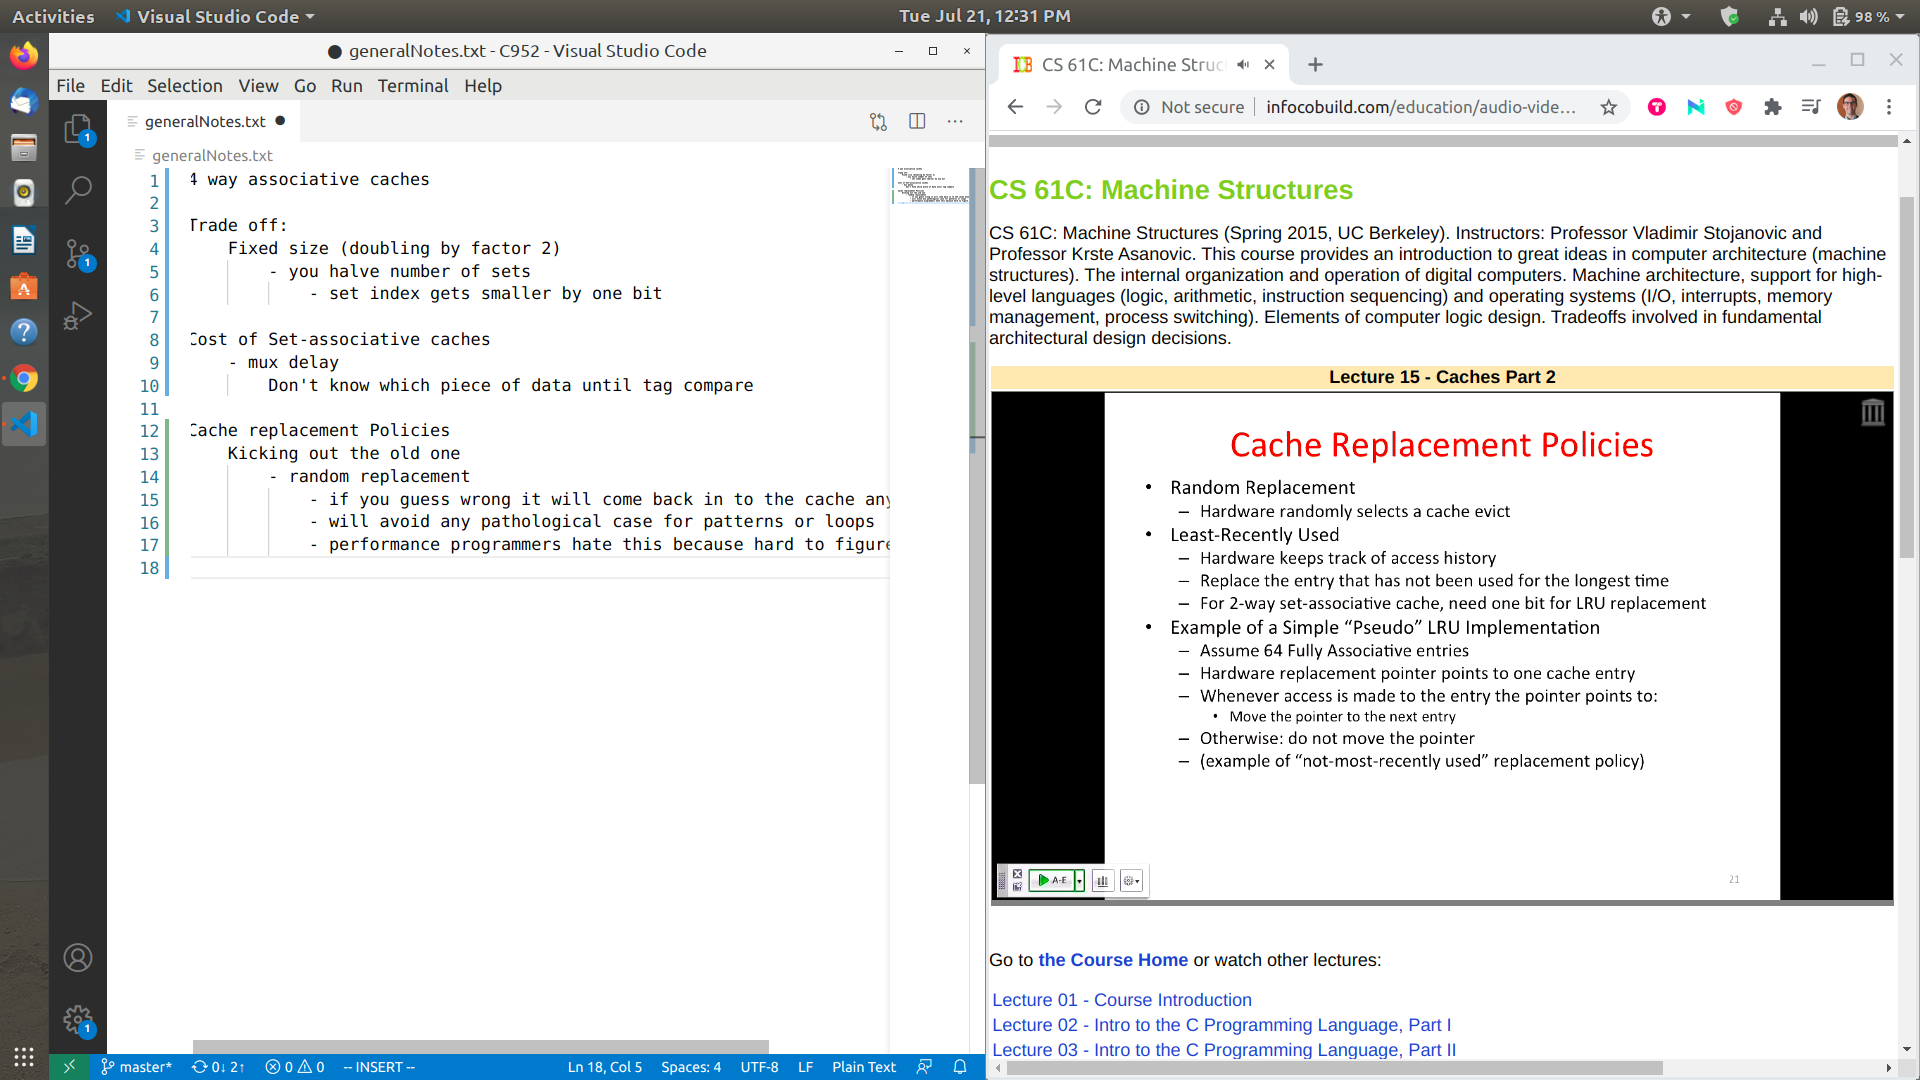 Activities
Visual Studio Code
Tue Jul 21, 12:31 PM
98 %
generalNotes.txt - C952 - Visual Studio Code
File Edit Selection View Go Run Terminal Help
generalNotes.txt
generalNotes.txt
1 4 way associative caches
2
3 Trade off:
4 Fixed size (doubling by factor 2)
5 - you halve number of sets
6 - set index gets smaller by one bit
7
8 Cost of Set-associative caches
9 - mux delay
10 Don't know which piece of data until tag compare
11
12 Cache replacement Policies
13 Kicking out the old one
14 - random replacement
15 - if you guess wrong it will come back in to the cache any
16 - will avoid any pathological case for patterns or loops
17 - performance programmers hate this because hard to figure
18
1
1
1
master* 0↓ 2↑ 0 0 -- INSERT -- Ln 18, Col 5 Spaces: 4 UTF-8 LF Plain Text
CS 61C: Machine Struc
Not secure infocobuild.com/education/audio-vide...
CS 61C: Machine Structures
CS 61C: Machine Structures (Spring 2015, UC Berkeley). Instructors: Professor Vladimir Stojanovic and
Professor Krste Asanovic. This course provides an introduction to great ideas in computer architecture (machine
structures). The internal organization and operation of digital computers. Machine architecture, support for high-
level languages (logic, arithmetic, instruction sequencing) and operating systems (I/O, interrupts, memory
management, process switching). Elements of computer logic design. Tradeoffs involved in fundamental
architectural design decisions.
Lecture 15 - Caches Part 2
Cache Replacement Policies
• Random Replacement
– Hardware randomly selects a cache evict
• Least-Recently Used
– Hardware keeps track of access history
– Replace the entry that has not been used for the longest time
– For 2-way set-associative cache, need one bit for LRU replacement
• Example of a Simple “Pseudo” LRU Implementation
– Assume 64 Fully Associative entries
– Hardware replacement pointer points to one cache entry
– Whenever access is made to the entry the pointer points to:
• Move the pointer to the next entry
– Otherwise: do not move the pointer
– (example of “not-most-recently used” replacement policy)
A-E
21
Go to the Course Home or watch other lectures:
Lecture 01 - Course Introduction
Lecture 02 - Intro to the C Programming Language, Part I
Lecture 03 - Intro to the C Programming Language, Part II